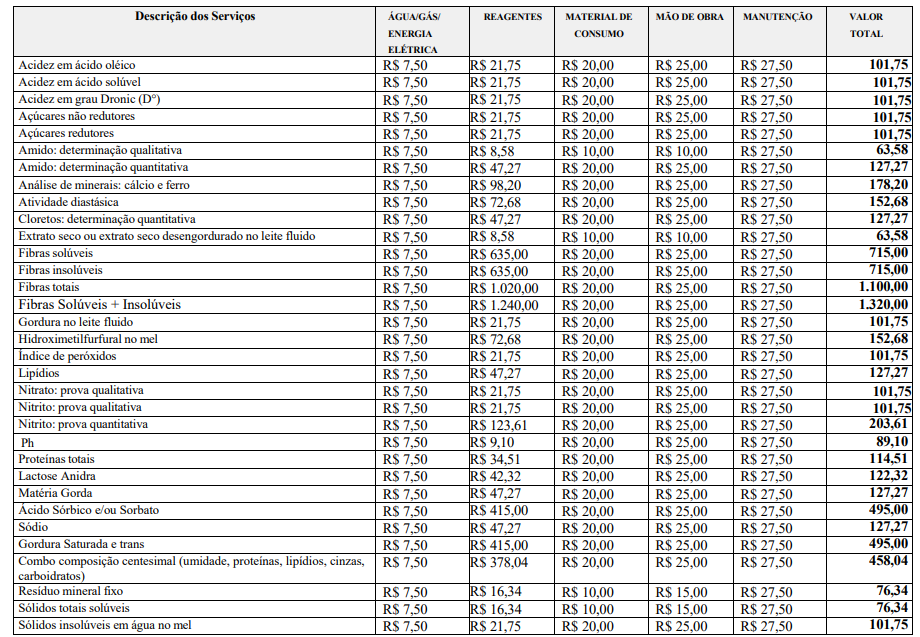 Descrição dos Serviços ÁGUA/GÁS/ ENERGIA ELÉTRICA REAGENTES MATERIAL DE CONSUMO MÃO DE OBRA MANUTENÇÃO VALOR TOTAL
Acidez em ácido oléico R$ 7,50 R$ 21,75 R$ 20,00 R$ 25,00 R$ 27,50 101,75
Acidez em ácido solúvel R$ 7,50 R$ 21,75 R$ 20,00 R$ 25,00 R$ 27,50 101,75
Acidez em grau Dronic (D°) R$ 7,50 R$ 21,75 R$ 20,00 R$ 25,00 R$ 27,50 101,75
Açúcares não redutores R$ 7,50 R$ 21,75 R$ 20,00 R$ 25,00 R$ 27,50 101,75
Açúcares redutores R$ 7,50 R$ 21,75 R$ 20,00 R$ 25,00 R$ 27,50 101,75
Amido: determinação qualitativa R$ 7,50 R$ 8,58 R$ 10,00 R$ 10,00 R$ 27,50 63,58
Amido: determinação quantitativa R$ 7,50 R$ 47,27 R$ 20,00 R$ 25,00 R$ 27,50 127,27
Análise de minerais: cálcio e ferro R$ 7,50 R$ 98,20 R$ 20,00 R$ 25,00 R$ 27,50 178,20
Atividade diastásica R$ 7,50 R$ 72,68 R$ 20,00 R$ 25,00 R$ 27,50 152,68
Cloretos: determinação quantitativa R$ 7,50 R$ 47,27 R$ 20,00 R$ 25,00 R$ 27,50 127,27
Extrato seco ou extrato seco desengordurado no leite fluido R$ 7,50 R$ 8,58 R$ 10,00 R$ 10,00 R$ 27,50 63,58
Fibras solúveis R$ 7,50 R$ 635,00 R$ 20,00 R$ 25,00 R$ 27,50 715,00
Fibras insolúveis R$ 7,50 R$ 635,00 R$ 20,00 R$ 25,00 R$ 27,50 715,00
Fibras totais R$ 7,50 R$ 1.020,00 R$ 20,00 R$ 25,00 R$ 27,50 1.100,00
Fibras Solúveis + Insolúveis R$ 7,50 R$ 1.240,00 R$ 20,00 R$ 25,00 R$ 27,50 1.320,00
Gordura no leite fluido R$ 7,50 R$ 21,75 R$ 20,00 R$ 25,00 R$ 27,50 101,75
Hidroximetilfurfural no mel R$ 7,50 R$ 72,68 R$ 20,00 R$ 25,00 R$ 27,50 152,68
Índice de peróxidos R$ 7,50 R$ 21,75 R$ 20,00 R$ 25,00 R$ 27,50 101,75
Lipídios R$ 7,50 R$ 47,27 R$ 20,00 R$ 25,00 R$ 27,50 127,27
Nitrato: prova qualitativa R$ 7,50 R$ 21,75 R$ 20,00 R$ 25,00 R$ 27,50 101,75
Nitrito: prova qualitativa R$ 7,50 R$ 21,75 R$ 20,00 R$ 25,00 R$ 27,50 101,75
Nitrito: prova quantitativa R$ 7,50 R$ 123,61 R$ 20,00 R$ 25,00 R$ 27,50 203,61
Ph R$ 7,50 R$ 9,10 R$ 20,00 R$ 25,00 R$ 27,50 89,10
Proteínas totais R$ 7,50 R$ 34,51 R$ 20,00 R$ 25,00 R$ 27,50 114,51
Lactose Anidra R$ 7,50 R$ 42,32 R$ 20,00 R$ 25,00 R$ 27,50 122,32
Matéria Gorda R$ 7,50 R$ 47,27 R$ 20,00 R$ 25,00 R$ 27,50 127,27
Ácido Sórbico e/ou Sorbato R$ 7,50 R$ 415,00 R$ 20,00 R$ 25,00 R$ 27,50 495,00
Sódio R$ 7,50 R$ 47,27 R$ 20,00 R$ 25,00 R$ 27,50 127,27
Gordura Saturada e trans R$ 7,50 R$ 415,00 R$ 20,00 R$ 25,00 R$ 27,50 495,00
Combo composição centesimal (umidade, proteínas, lipídios, cinzas, R$ 7,50 R$ 378,04 R$ 20,00 R$ 25,00 R$ 27,50 458,04
carboidratos)
Resíduo mineral fixo R$ 7,50 R$ 16,34 R$ 10,00 R$ 15,00 R$ 27,50 76,34
Sólidos totais solúveis R$ 7,50 R$ 16,34 R$ 10,00 R$ 15,00 R$ 27,50 76,34
Sólidos insolúveis em água no mel R$ 7,50 R$ 21,75 R$ 20,00 R$ 25,00 R$ 27,50 101,75